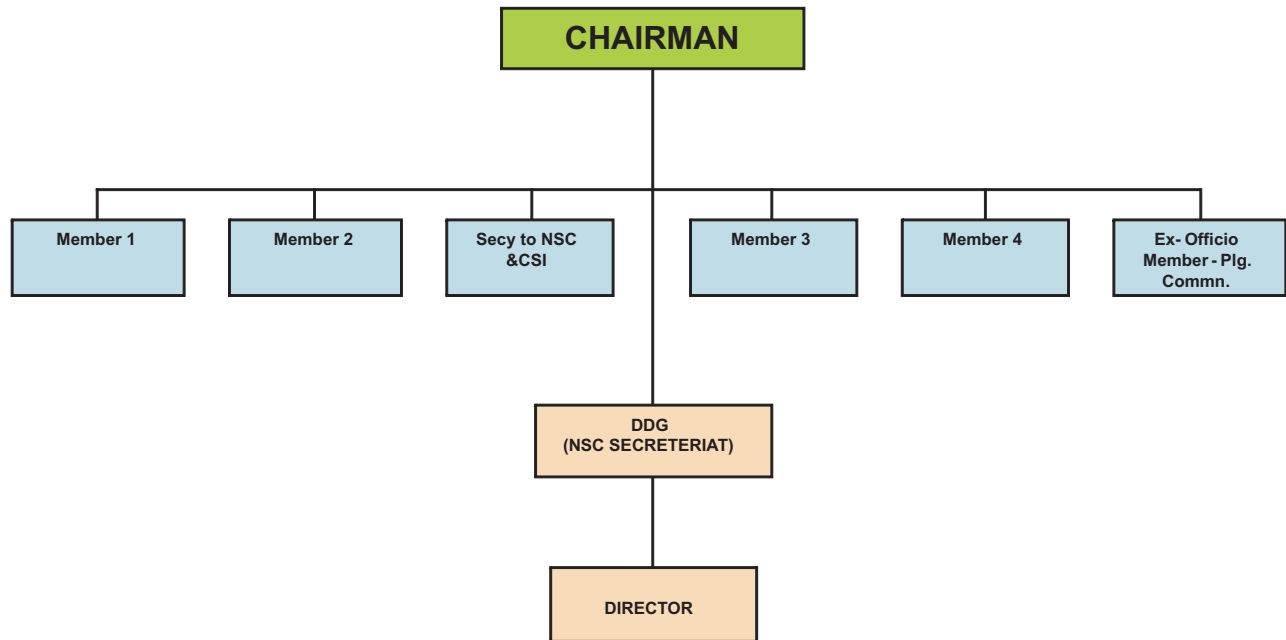 CHAIRMAN
Member 1
Member 2
Secy to NSC
&CSI
Member 3
Member 4
Ex- Officio
Member - Plg.
Commn.
DDG
(NSC SECRETERIAT)
DIRECTOR